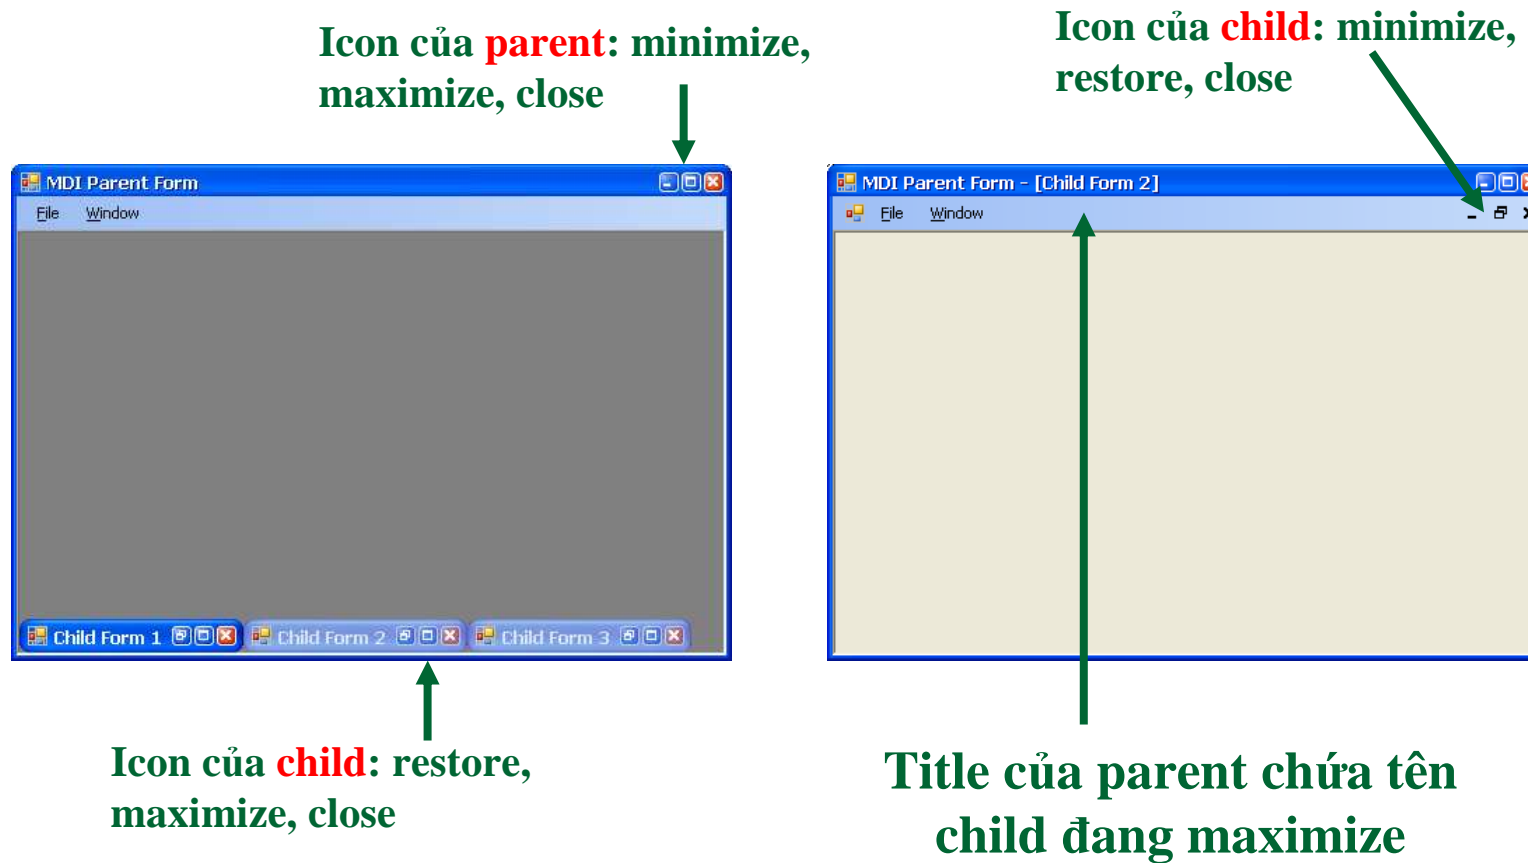 Icon của parent: minimize,
maximize, close
Icon của child: minimize,
restore, close
MDI Parent Form
File Window
Child Form 1 Child Form 2 Child Form 3
MDI Parent Form - [Child Form 2]
File Window
Icon của child: restore,
maximize, close
Title của parent chứa tên
child đang maximize